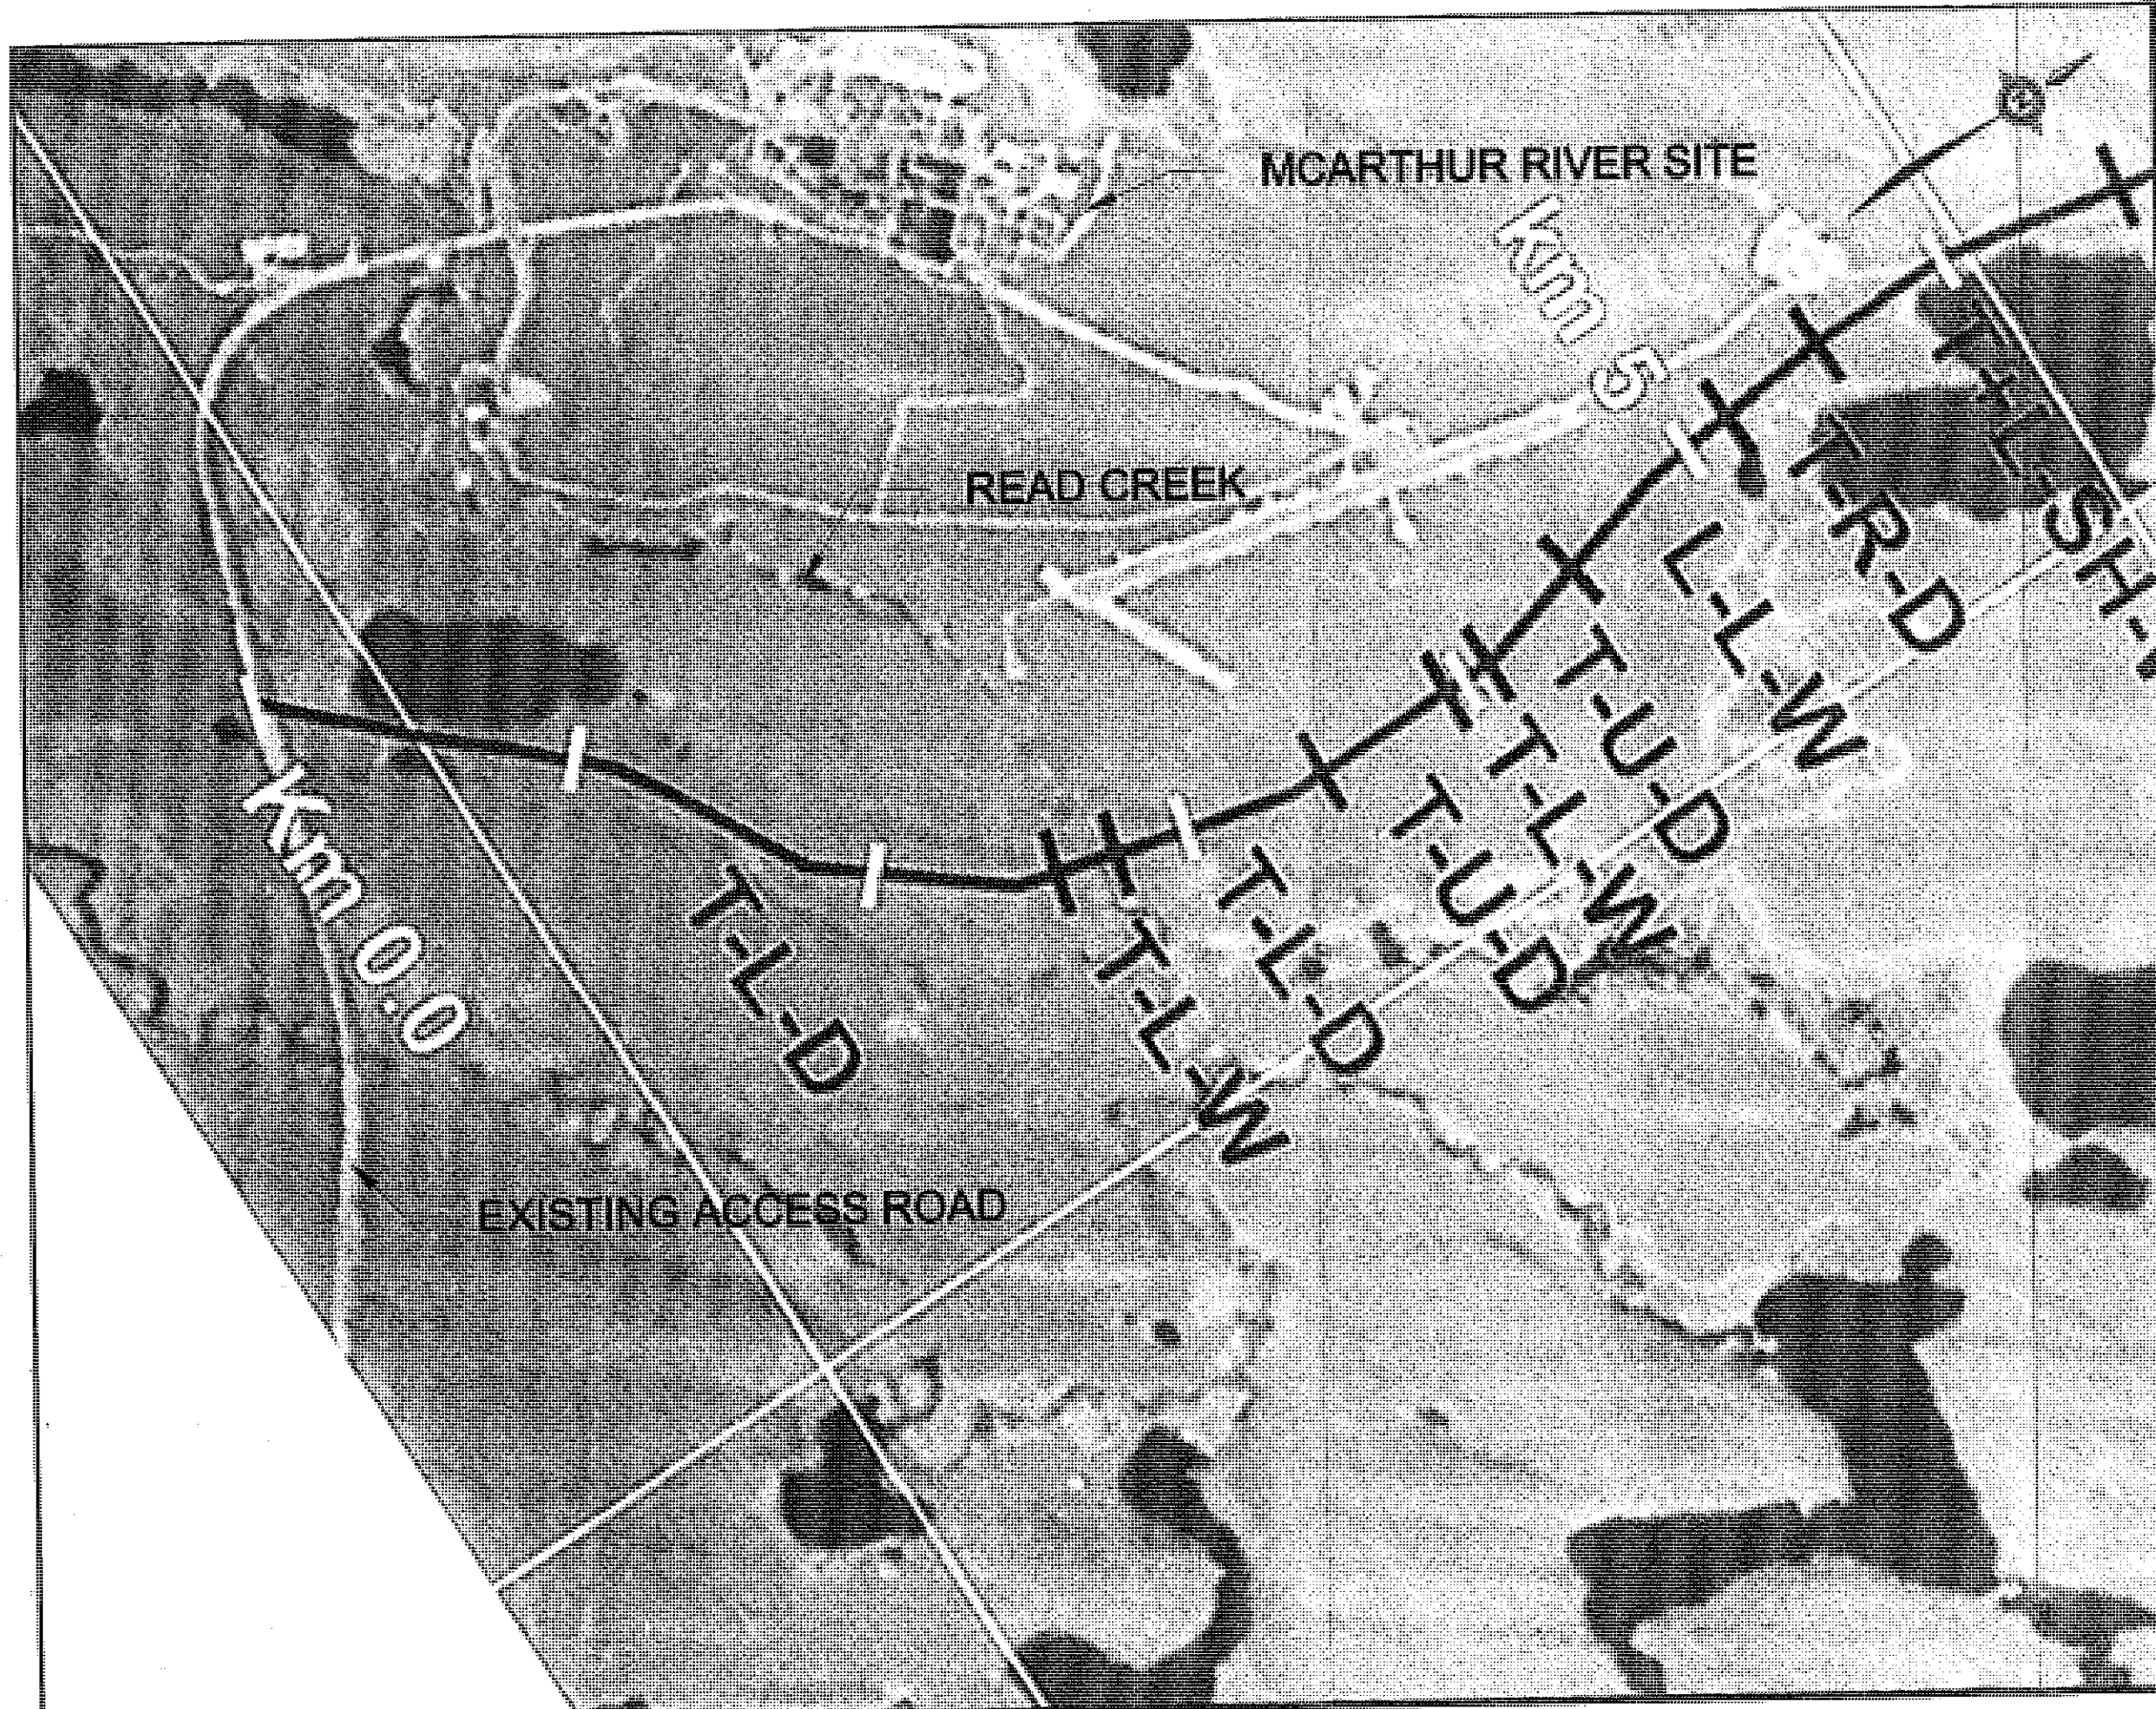 MCARTHUR RIVER SITE
km 5
READ CREEK
Km 0.0
T-L-D
T-L-W
T-L-D
T-U-D
T-L-W
T-U-D
L-L-W
T-R-D
EXISTING ACCESS ROAD